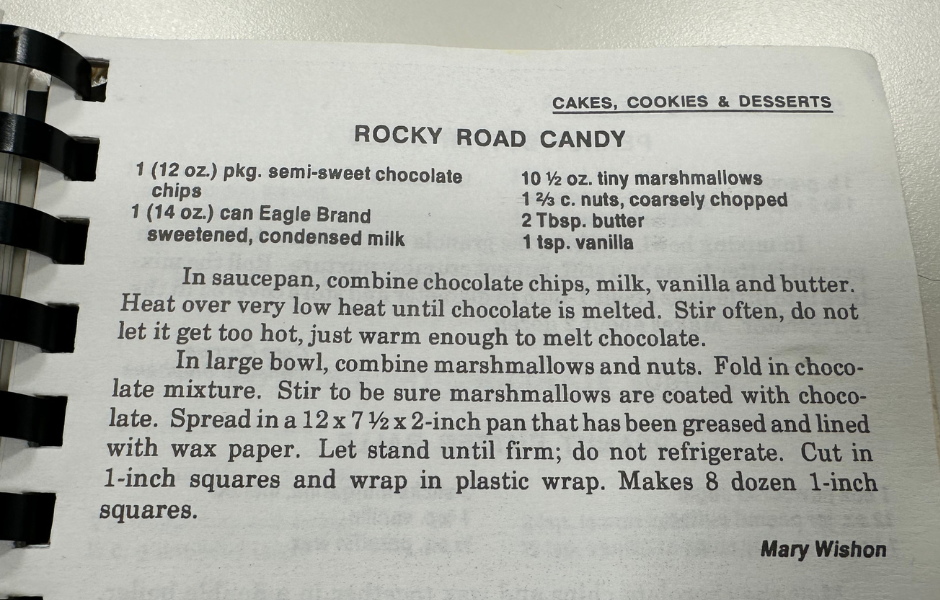 CAKES, COOKIES & DESSERTS
ROCKY ROAD CANDY
1 (12 oz.) pkg. semi-sweet chocolate
chips
1 (14 oz.) can Eagle Brand
sweetened, condensed milk
10 ½ oz. tiny marshmallows
1 ⅔ c. nuts, coarsely chopped
2 Tbsp. butter
1 tsp. vanilla
In saucepan, combine chocolate chips, milk, vanilla and butter.
Heat over very low heat until chocolate is melted. Stir often, do not
let it get too hot, just warm enough to melt chocolate.
In large bowl, combine marshmallows and nuts. Fold in choco-
late mixture. Stir to be sure marshmallows are coated with choco-
late. Spread in a 12 x 7 ½ x 2-inch pan that has been greased and lined
with wax paper. Let stand until firm; do not refrigerate. Cut in
1-inch squares and wrap in plastic wrap. Makes 8 dozen 1-inch
squares.
Mary Wishon